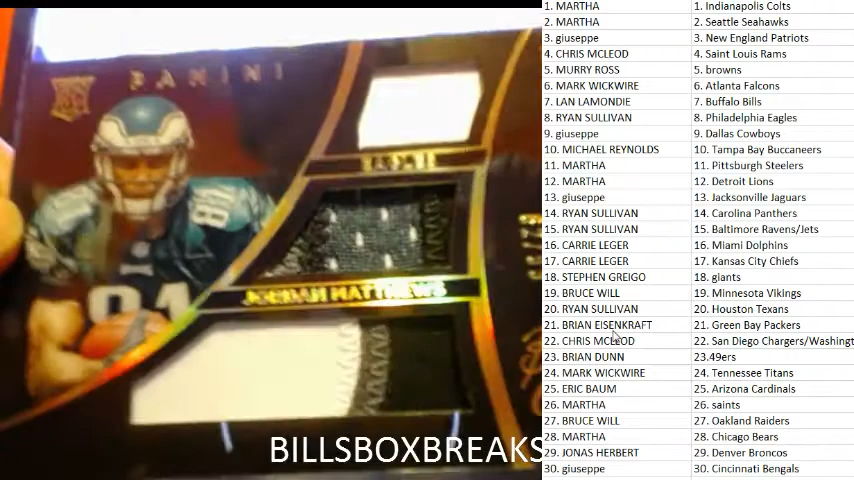 PANINI
JORDAN MATTHEWS
BILLSBOXBREAKS
1. MARTHA 1. Indianapolis Colts
2. MARTHA 2. Seattle Seahawks
3. giuseppe 3. New England Patriots
4. CHRIS MCLEOD 4. Saint Louis Rams
5. MURRY ROSS 5. browns
6. MARK WICKWIRE 6. Atlanta Falcons
7. LAN LAMONDIE 7. Buffalo Bills
8. RYAN SULLIVAN 8. Philadelphia Eagles
9. giuseppe 9. Dallas Cowboys
10. MICHAEL REYNOLDS 10. Tampa Bay Buccaneers
11. MARTHA 11. Pittsburgh Steelers
12. MARTHA 12. Detroit Lions
13. giuseppe 13. Jacksonville Jaguars
14. RYAN SULLIVAN 14. Carolina Panthers
15. RYAN SULLIVAN 15. Baltimore Ravens/Jets
16. CARRIE LEGER 16. Miami Dolphins
17. CARRIE LEGER 17. Kansas City Chiefs
18. STEPHEN GREIGO 18. giants
19. BRUCE WILL 19. Minnesota Vikings
20. RYAN SULLIVAN 20. Houston Texans
21. BRIAN EISENKRAFT 21. Green Bay Packers
22. CHRIS MCLEOD 22. San Diego Chargers/Washingt
23. BRIAN DUNN 23.49ers
24. MARK WICKWIRE 24. Tennessee Titans
25. ERIC BAUM 25. Arizona Cardinals
26. MARTHA 26. saints
27. BRUCE WILL 27. Oakland Raiders
28. MARTHA 28. Chicago Bears
29. JONAS HERBERT 29. Denver Broncos
30. giuseppe 30. Cincinnati Bengals